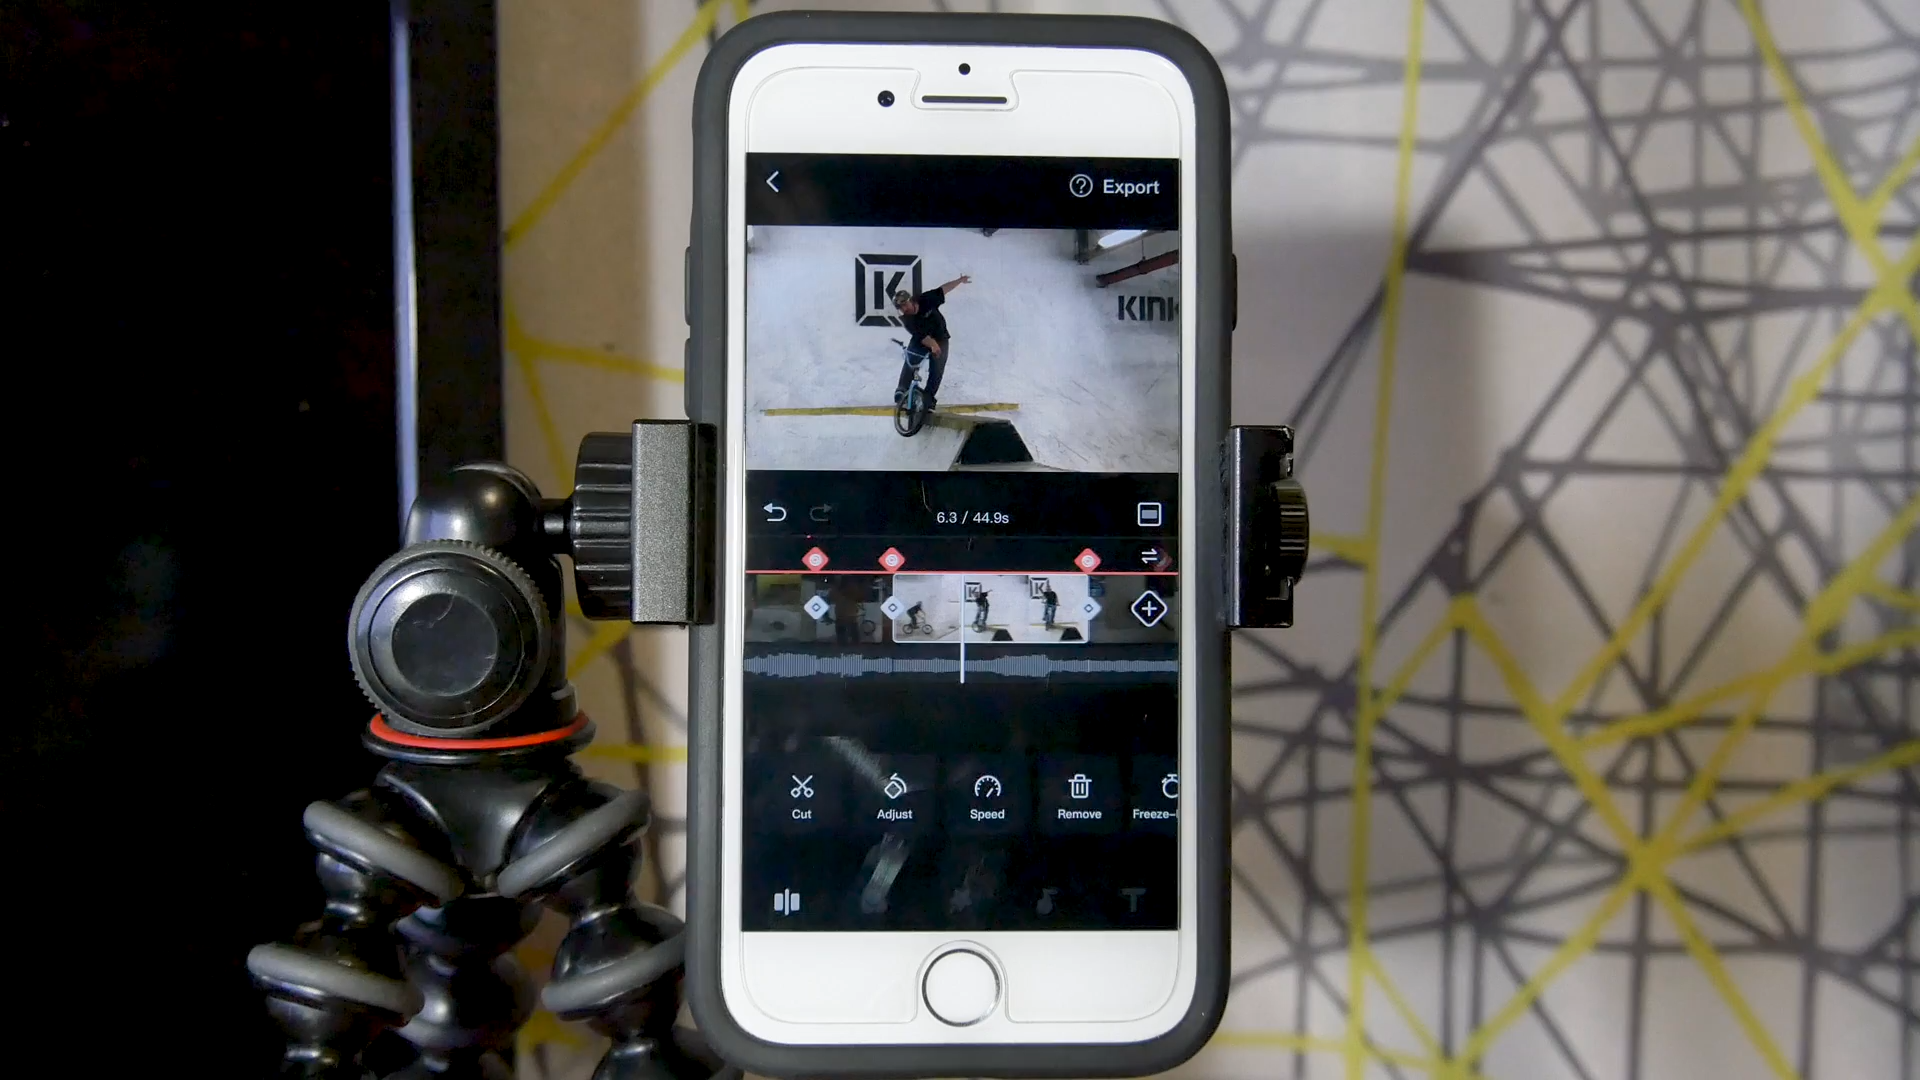 Export
K
KINK
6.3 / 44.9s
K
K
Cut
Adjust
Speed
Remove
Freeze-